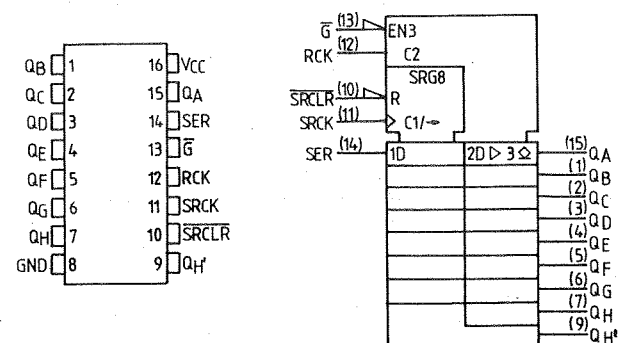 QB 1 16 VCC
QC 2 15 QA
QD 3 14 SER
QE 4 13 G̅
QF 5 12 RCK
QG 6 11 SRCK
QH 7 10 S̅R̅C̅L̅R̅
GND 8 9 QH'
G̅ (13) EN3
RCK (12) C2
SRG8
S̅R̅C̅L̅R̅ (10) R
SRCK (11) C1/→
SER (14) 1D 2D ▷ 3 ⎐ (15) QA
(1) QB
(2) QC
(3) QD
(4) QE
(5) QF
(6) QG
(7) QH
(9) QH'